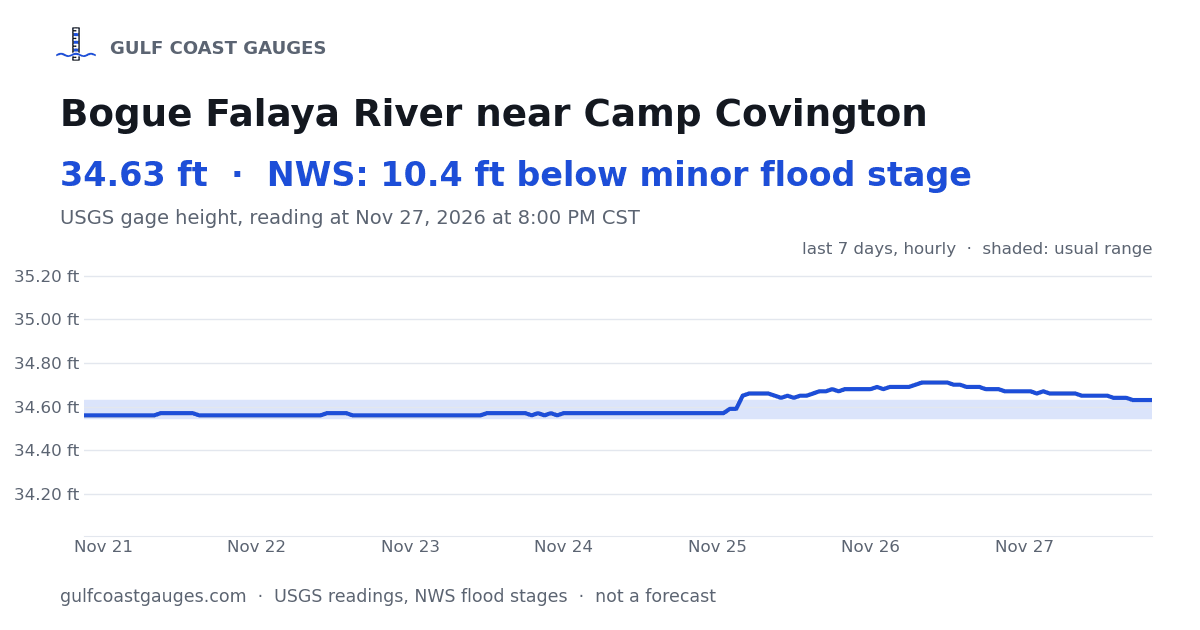 GULF COAST GAUGES
Bogue Falaya River near Camp Covington
34.63 ft · NWS: 10.4 ft below minor flood stage
USGS gage height, reading at Nov 27, 2026 at 8:00 PM CST
last 7 days, hourly · shaded: usual range
35.20 ft
35.00 ft
34.80 ft
34.60 ft
34.40 ft
34.20 ft
Nov 21 Nov 22 Nov 23 Nov 24 Nov 25 Nov 26 Nov 27
gulfcoastgauges.com · USGS readings, NWS flood stages · not a forecast